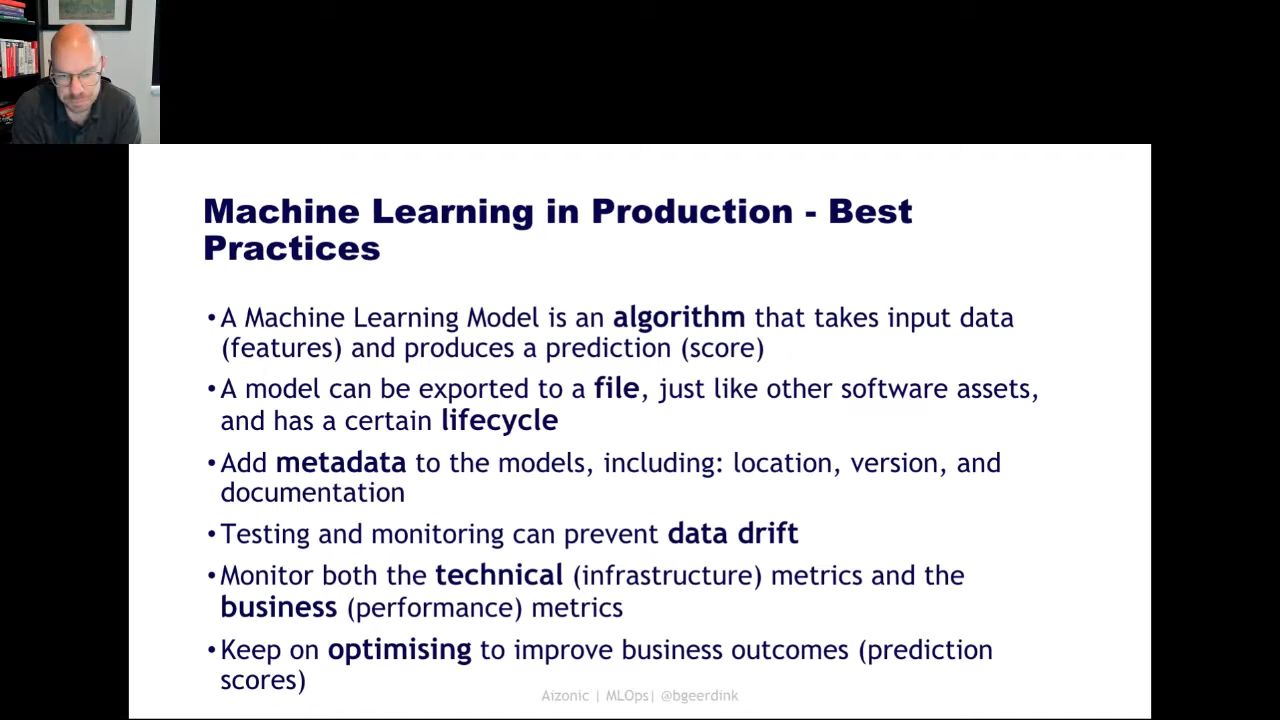 Machine Learning in Production - Best
Practices
•A Machine Learning Model is an algorithm that takes input data
(features) and produces a prediction (score)
•A model can be exported to a file, just like other software assets,
and has a certain lifecycle
•Add metadata to the models, including: location, version, and
documentation
•Testing and monitoring can prevent data drift
•Monitor both the technical (infrastructure) metrics and the
business (performance) metrics
•Keep on optimising to improve business outcomes (prediction
scores)
Aizonic | MLOps| @bgeerdink